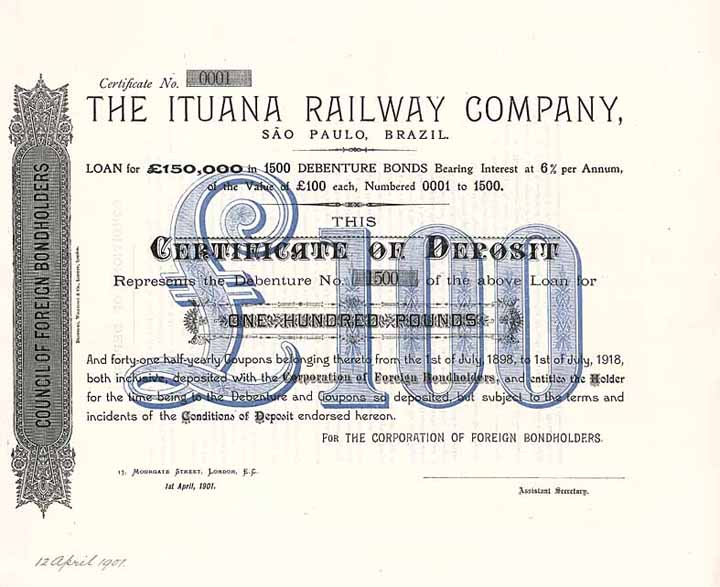 Certificate No. 0001
THE ITUANA RAILWAY COMPANY,
SÃO PAULO, BRAZIL.
LOAN for £150,000 in 1500 DEBENTURE BONDS Bearing Interest at 6% per Annum,
of the Value of £100 each, Numbered 0001 to 1500.
THIS
CERTIFICATE OF DEPOSIT
Represents the Debenture No. 1500 of the above Loan for
ONE HUNDRED POUNDS
£100
And forty-one half-yearly Coupons belonging thereto from the 1st of July, 1898, to 1st of July, 1918,
both inclusive, deposited with the Corporation of Foreign Bondholders, and entitles the Holder
for the time being to the Debenture and Coupons so deposited, but subject to the terms and
incidents of the Conditions of Deposit endorsed hereon.
FOR THE CORPORATION OF FOREIGN BONDHOLDERS.
17, MOORGATE STREET, LONDON, E.C.
1st April, 1901.
Assistant Secretary.
COUNCIL OF FOREIGN BONDHOLDERS
12 April 1901.